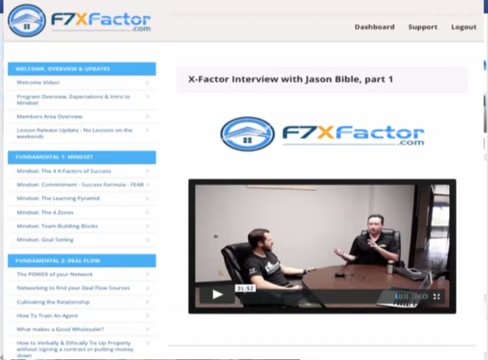 F7XFactor
.com
Dashboard Support Logout
WELCOME, OVERVIEW & UPDATES
Welcome Video!
Program Overview, Expectations & Intro to
Mindset
Members Area Overview
Lesson Release Update - No Lessons on the
weekends
FUNDAMENTAL 1: MINDSET
Mindset: The 4 X-Factors of Success
Mindset: Commitment - Success Formula - FEAR
Mindset: The Learning Pyramid
Mindset: The 4 Zones
Mindset: Team Building Blocks
Mindset: Goal Setting
FUNDAMENTAL 2: DEAL FLOW
The POWER of your Network
Networking to find your Deal Flow Sources
Cultivating the Relationship
How To Train An Agent
What makes a Good Wholesaler?
How to Verbally & Ethically Tie Up Property
without signing a contract or putting money
down
X-Factor Interview with Jason Bible, part 1
F7XFactor
.com
31:52